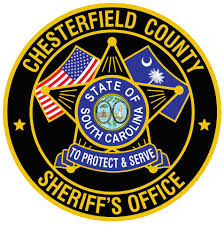 CHESTERFIELD COUNTY
STATE OF
SOUTH CAROLINA
TO PROTECT & SERVE
SHERIFF'S OFFICE